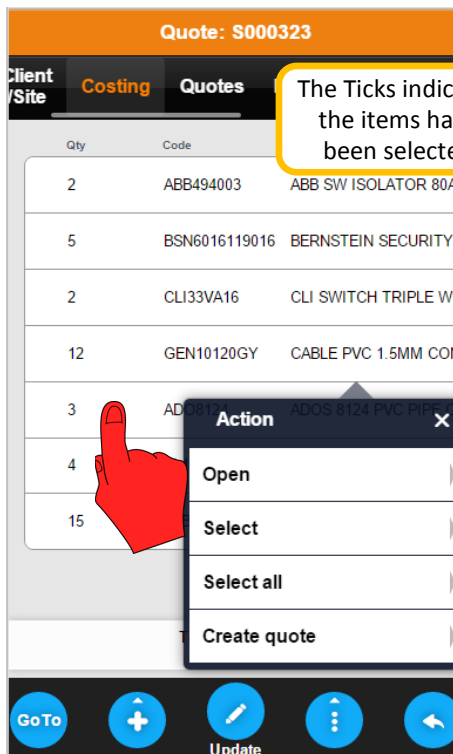 Quote: S000323
Client /Site Costing Quotes
The Ticks indic
the items ha
been selecte
Qty Code
2 ABB494003 ABB SW ISOLATOR 80A
5 BSN6016119016 BERNSTEIN SECURITY
2 CLI33VA16 CLI SWITCH TRIPLE W
12 GEN10120GY CABLE PVC 1.5MM CON
3 ADO8124 ADOS 8124 PVC PIPE
4
15
Action ×
Open
Select
Select all
Create quote
T
GoTo
Update